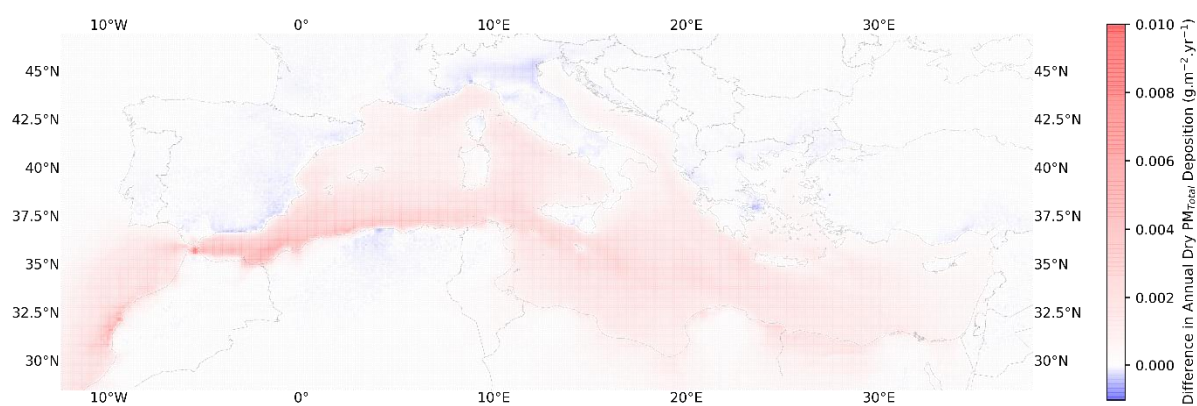 10°W 0° 10°E 20°E 30°E
45°N 45°N
42.5°N 42.5°N
40°N 40°N
37.5°N 37.5°N
35°N 35°N
32.5°N 32.5°N
30°N 30°N
10°W 0° 10°E 20°E 30°E
0.010
0.008
0.006
0.004
0.002
0.000
Difference in Annual Dry PM_Total Deposition (g.m⁻².yr⁻¹)